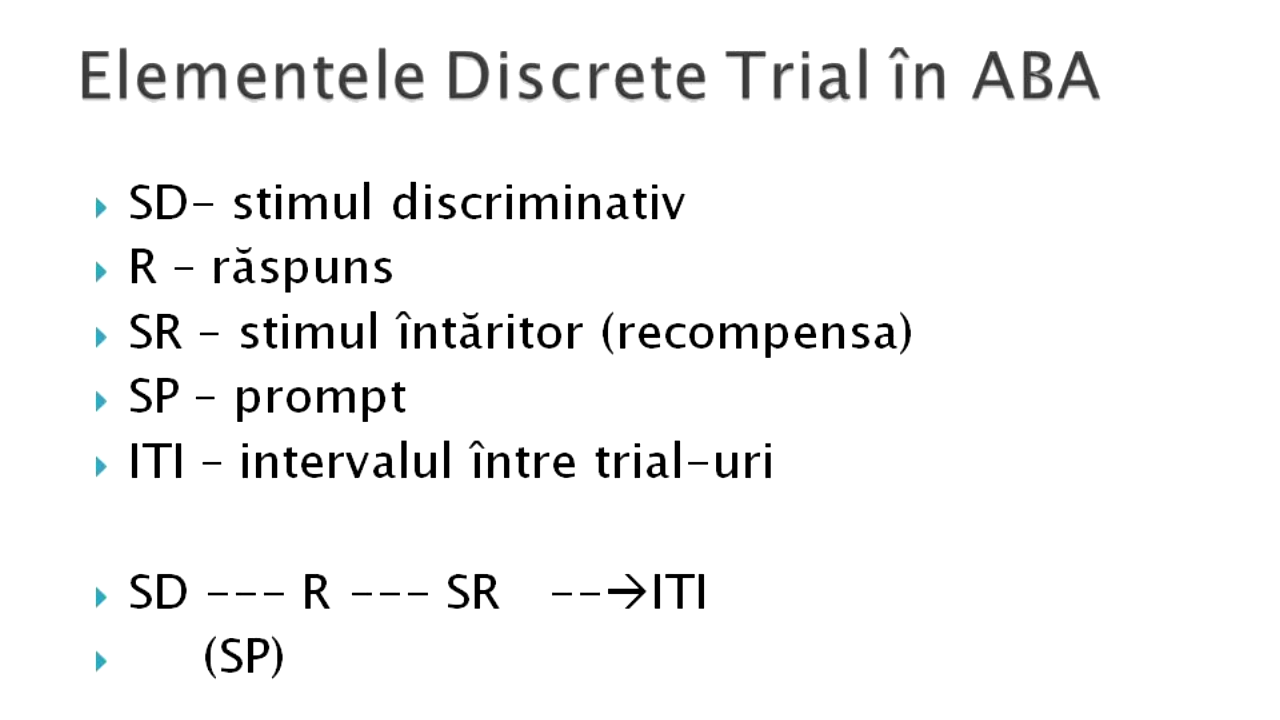 Elementele Discrete Trial în ABA
SD- stimul discriminativ
R – răspuns
SR – stimul întăritor (recompensa)
SP – prompt
ITI – intervalul între trial-uri
SD --- R --- SR --→ITI
(SP)